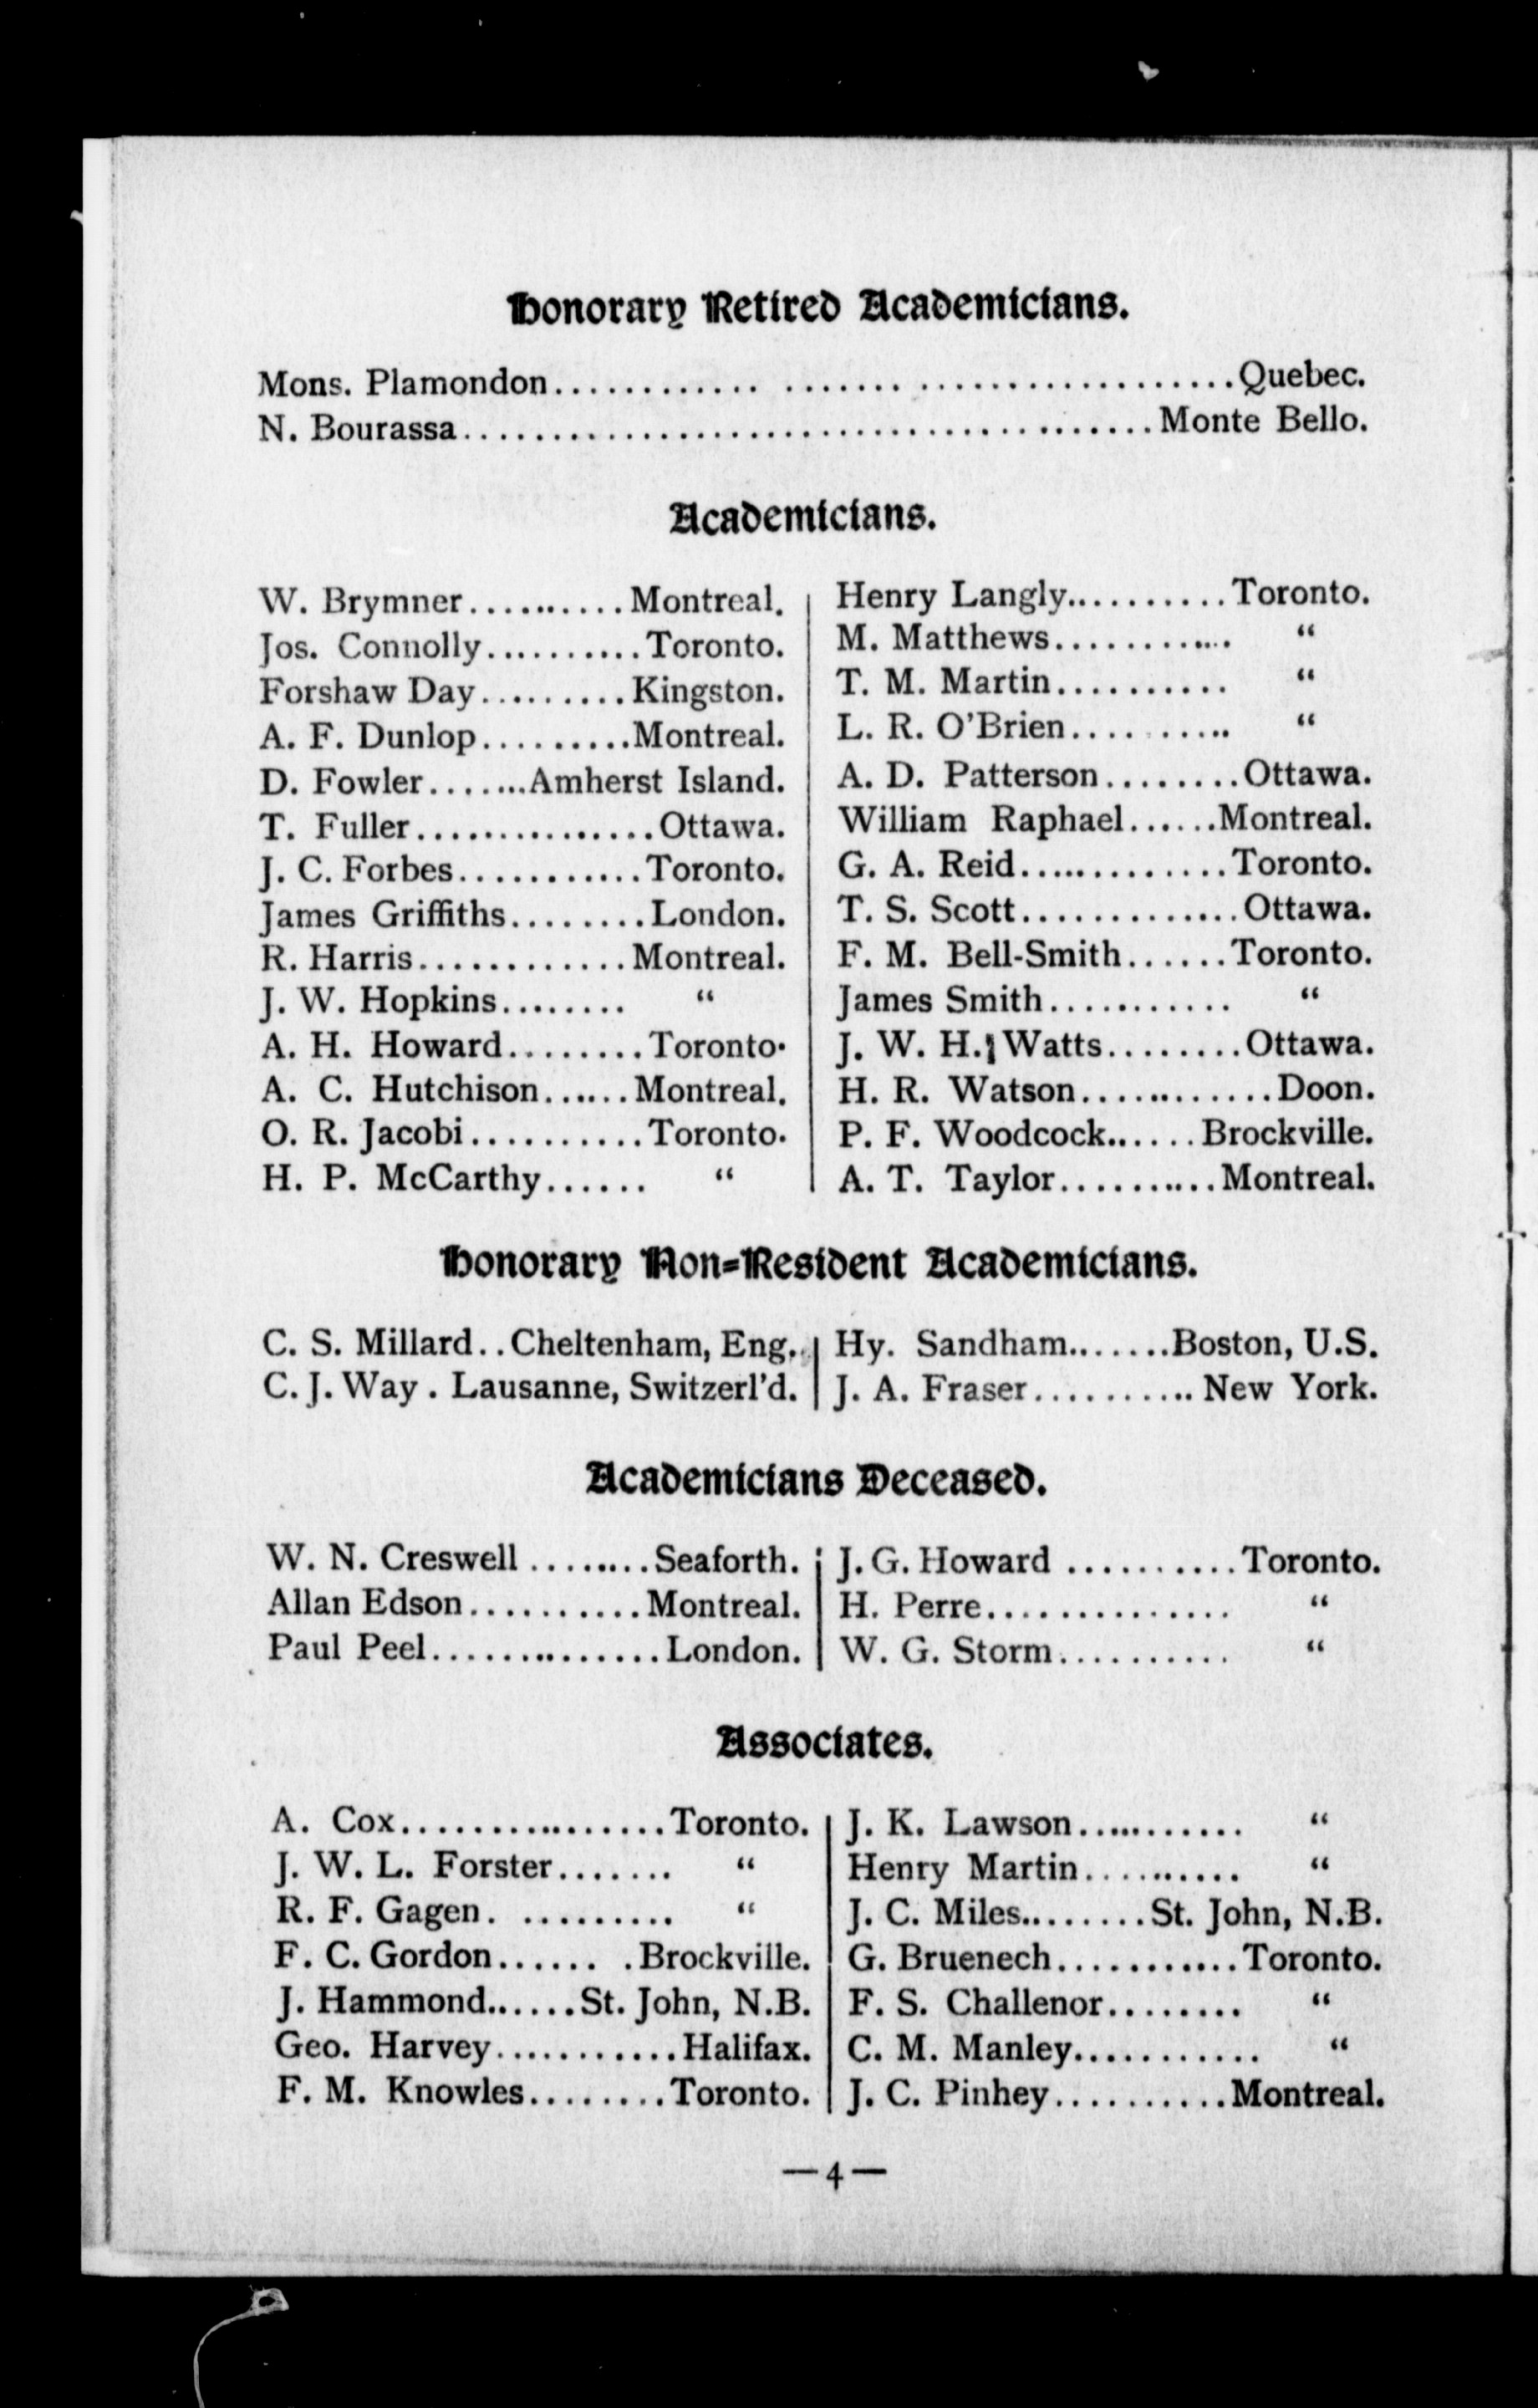 Honorary Retired Academicians.
Mons. Plamondon.......................................Quebec.
N. Bourassa.......................................Monte Bello.
Academicians.
W. Brymner..........Montreal.
Jos. Connolly..........Toronto.
Forshaw Day.........Kingston.
A. F. Dunlop.........Montreal.
D. Fowler.......Amherst Island.
T. Fuller...............Ottawa.
J. C. Forbes............Toronto.
James Griffiths........London.
R. Harris.............Montreal.
J. W. Hopkins........ “
A. H. Howard........Toronto.
A. C. Hutchison......Montreal.
O. R. Jacobi...........Toronto.
H. P. McCarthy...... “
Henry Langly..........Toronto.
M. Matthews........... “
T. M. Martin.......... “
L. R. O'Brien.......... “
A. D. Patterson........Ottawa.
William Raphael......Montreal.
G. A. Reid.............Toronto.
T. S. Scott.............Ottawa.
F. M. Bell-Smith......Toronto.
James Smith........... “
J. W. H. Watts........Ottawa.
H. R. Watson............Doon.
P. F. Woodcock......Brockville.
A. T. Taylor..........Montreal.
Honorary Non-Resident Academicians.
C. S. Millard..Cheltenham, Eng.
C. J. Way . Lausanne, Switzerl'd.
Hy. Sandham.......Boston, U.S.
J. A. Fraser.......... New York.
Academicians Deceased.
W. N. Creswell ........Seaforth.
Allan Edson...........Montreal.
Paul Peel..............London.
J. G. Howard ..........Toronto.
H. Perre............... “
W. G. Storm.......... “
Associates.
A. Cox................Toronto.
J. W. L. Forster....... “
R. F. Gagen. .......... “
F. C. Gordon...... .Brockville.
J. Hammond......St. John, N.B.
Geo. Harvey...........Halifax.
F. M. Knowles........Toronto.
J. K. Lawson........... “
Henry Martin.......... “
J. C. Miles........St. John, N.B.
G. Bruenech...........Toronto.
F. S. Challenor........ “
C. M. Manley........... “
J. C. Pinhey..........Montreal.
—4—